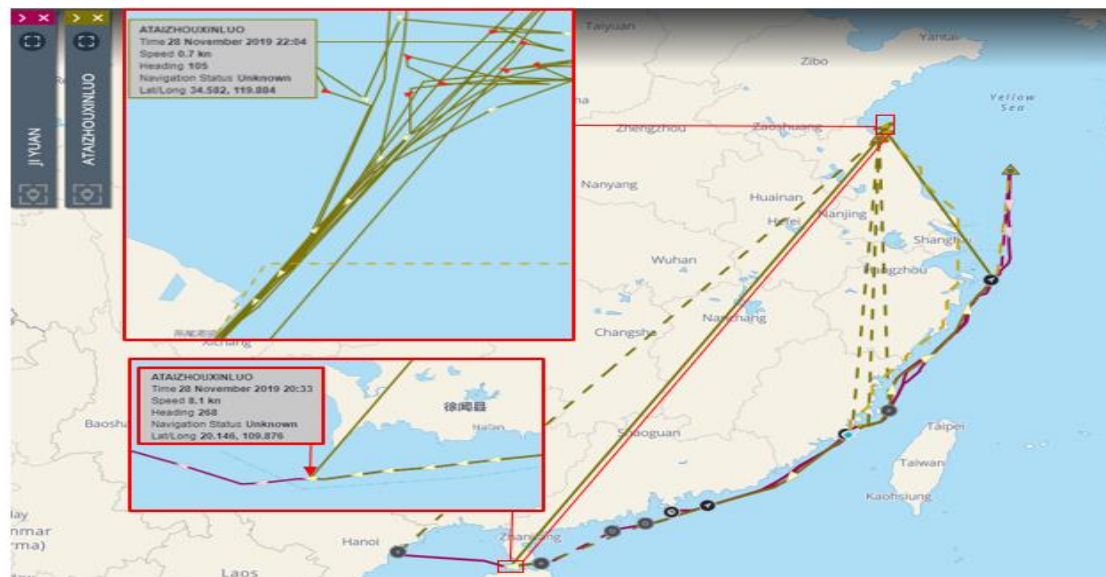 JI YUAN
ATAIZHOUXINLUO
ATAIZHOUXINLUO
Time 28 November 2019 22:04
Speed 0.7 kn
Heading 105
Navigation Status Unknown
Lat/Long 34.582, 119.884
Xichang
ATAIZHOUXINLUO
Time 28 November 2019 20:33
Speed 8.1 kn
Heading 268
Navigation Status Unknown
Lat/Long 20.146, 109.876
徐闻县
Taiyuan
Yantai
Zibo
Yellow
Sea
Zhengzhou
Zaozhuang
Nanyang
Huainan
Hefei
Nanjing
Shanghai
Wuhan
Hangzhou
Changsha
Nanchang
Baosha
Shaoguan
Taipei
Taiwan
Kaohsiung
Hanoi
Zhanjiang
nmar
rma)
Laos